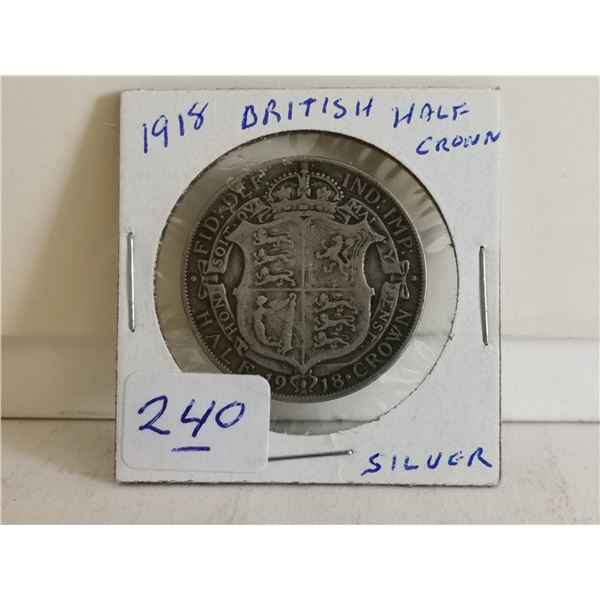 1918 BRITISH HALF
CROWN
FID: DEF IND: IMP:
HONI SOIT QUI MAL Y PENSE
HALF 1918 · CROWN
240
SILVER